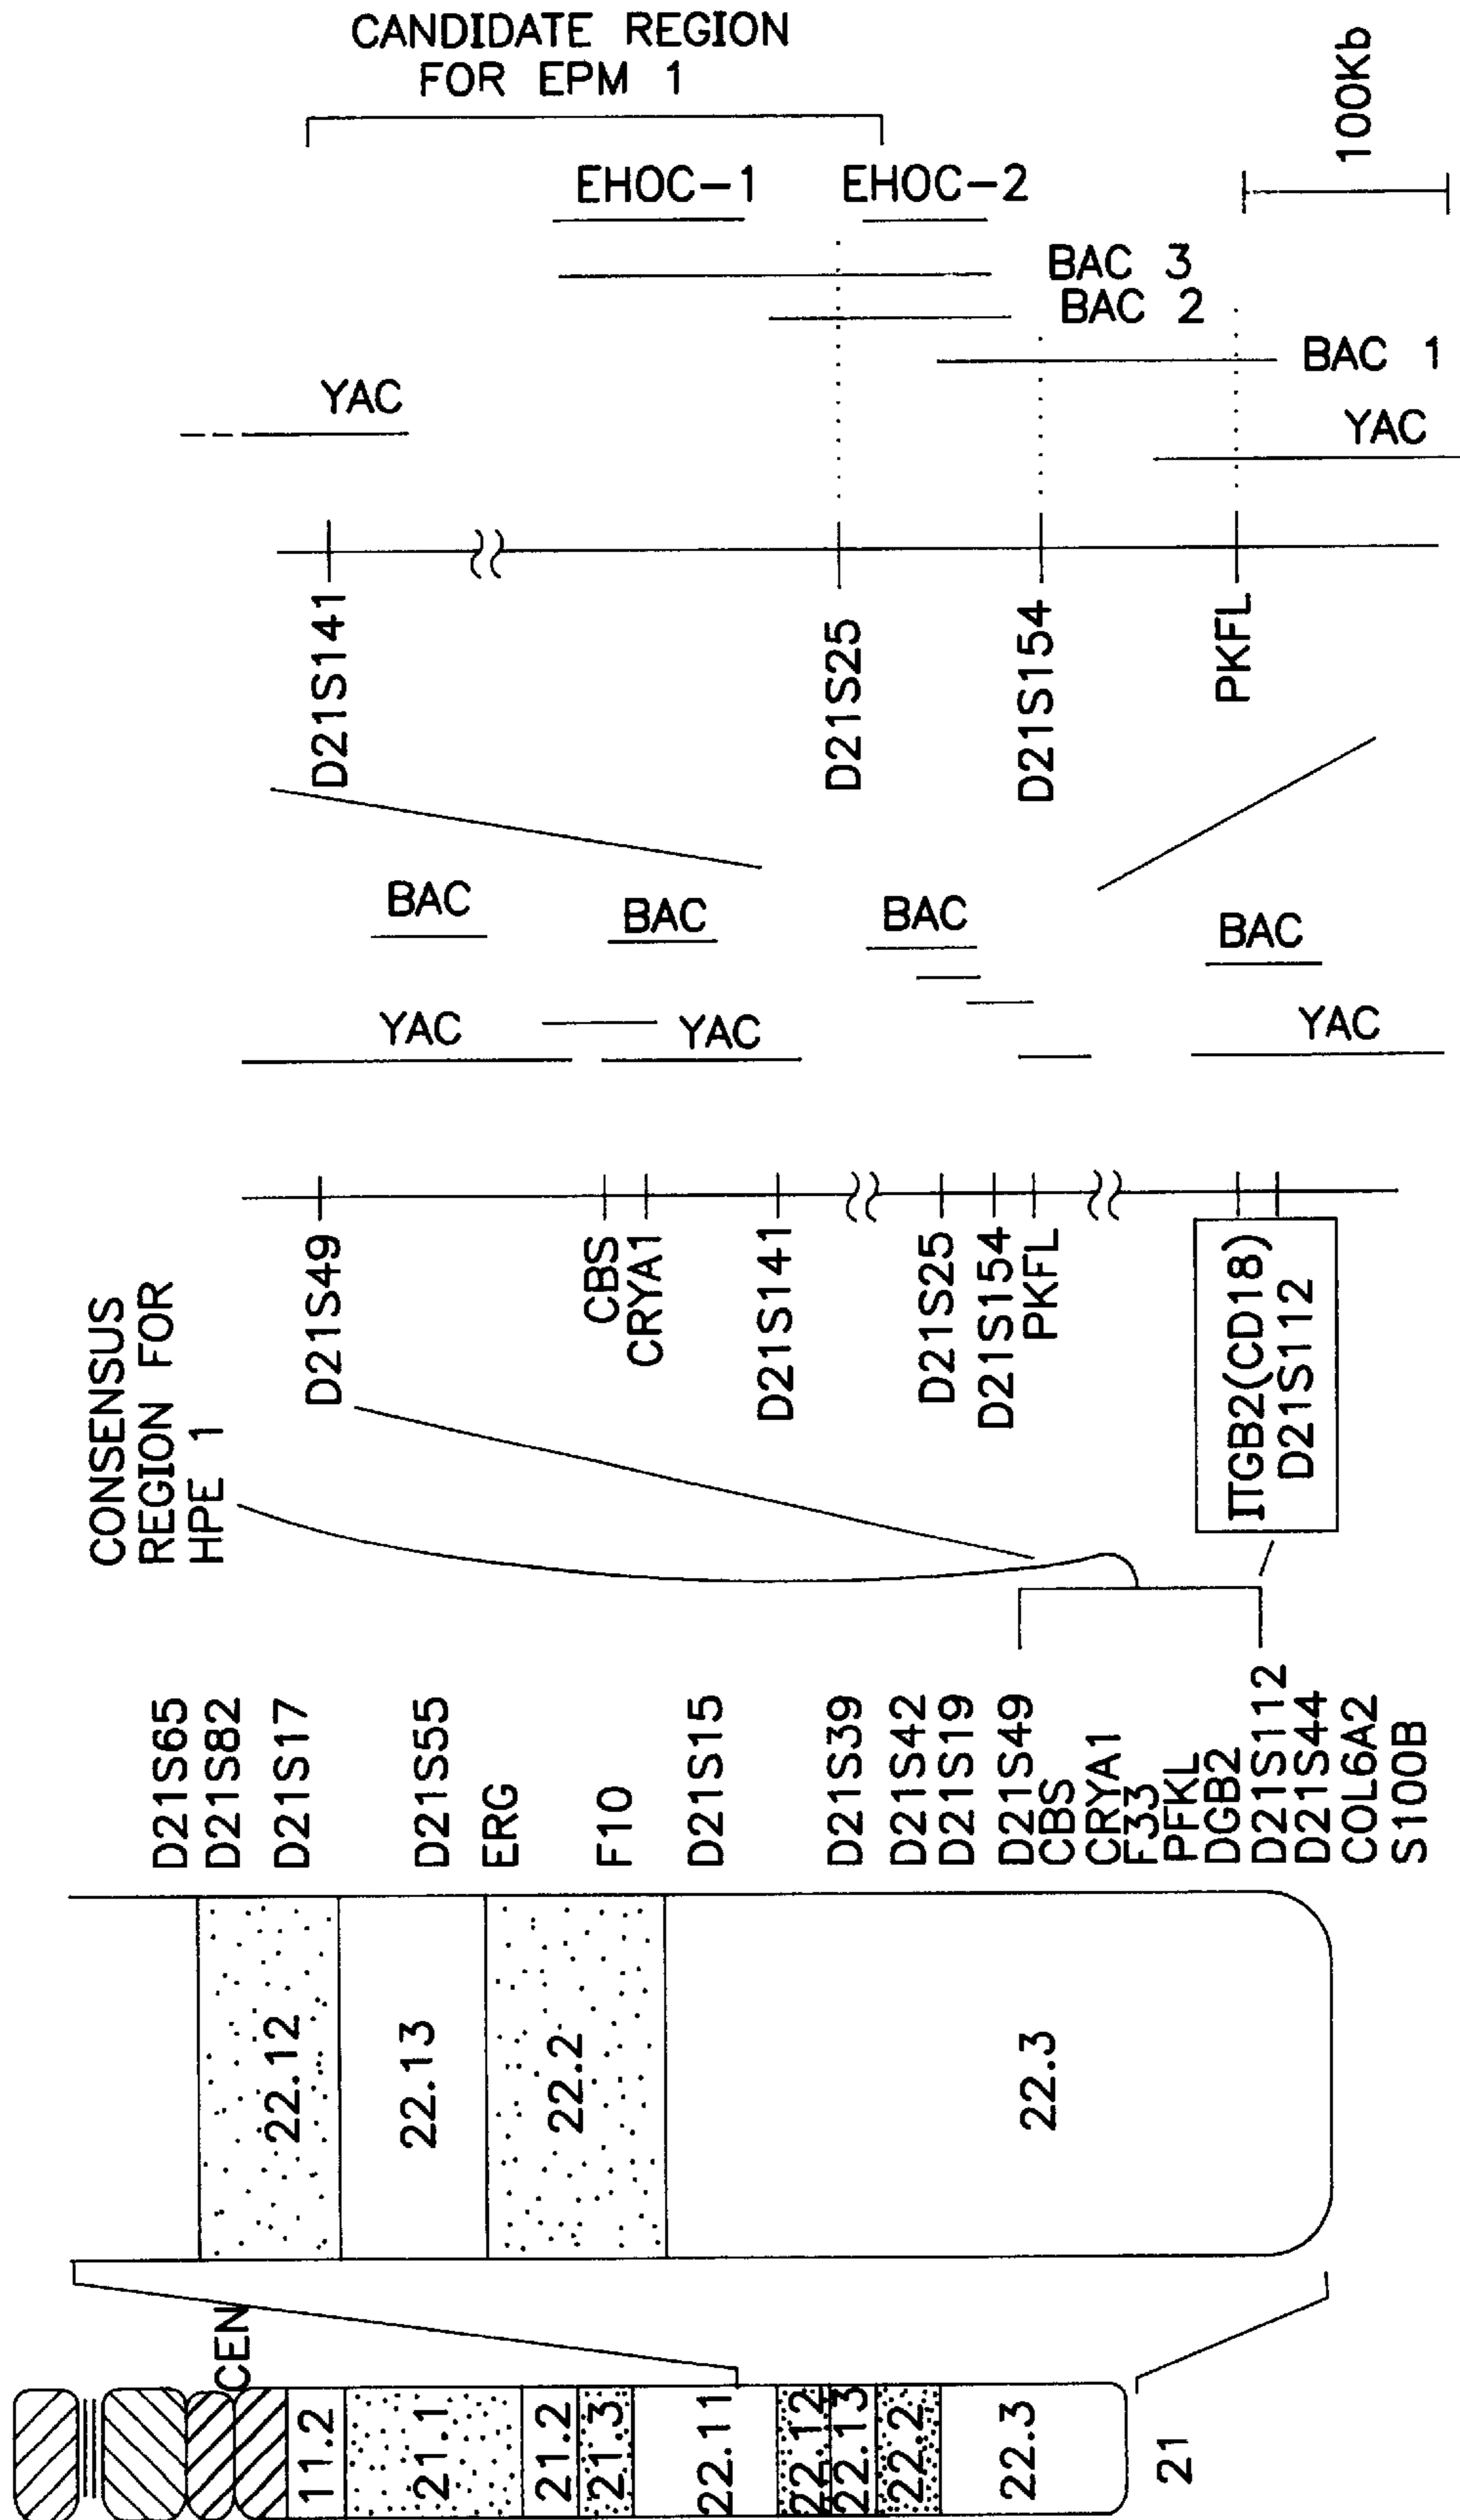 CANDIDATE REGION
FOR EPM 1
EHOC-1
EHOC-2
100Kb
BAC 3
BAC 2
BAC 1
YAC
YAC
D21S141
D21S25
D21S154
PKFL
BAC
BAC
BAC
BAC
YAC
YAC
YAC
CONSENSUS
REGION FOR
HPE 1
D21S49
CBS
CRYA1
D21S141
D21S25
D21S154
PKFL
ITGB2(CD18)
D21S112
D21S65
D21S82
D21S17
D21S55
ERG
F10
D21S15
D21S39
D21S42
D21S19
D21S49
CBS
CRYA1
F33
PFKL
DGB2
D21S112
D21S44
COL6A2
S100B
22.12
22.13
22.2
22.3
CEN
11.2
21.1
21.2
21.3
22.11
22.12
22.13
22.2
22.3
21